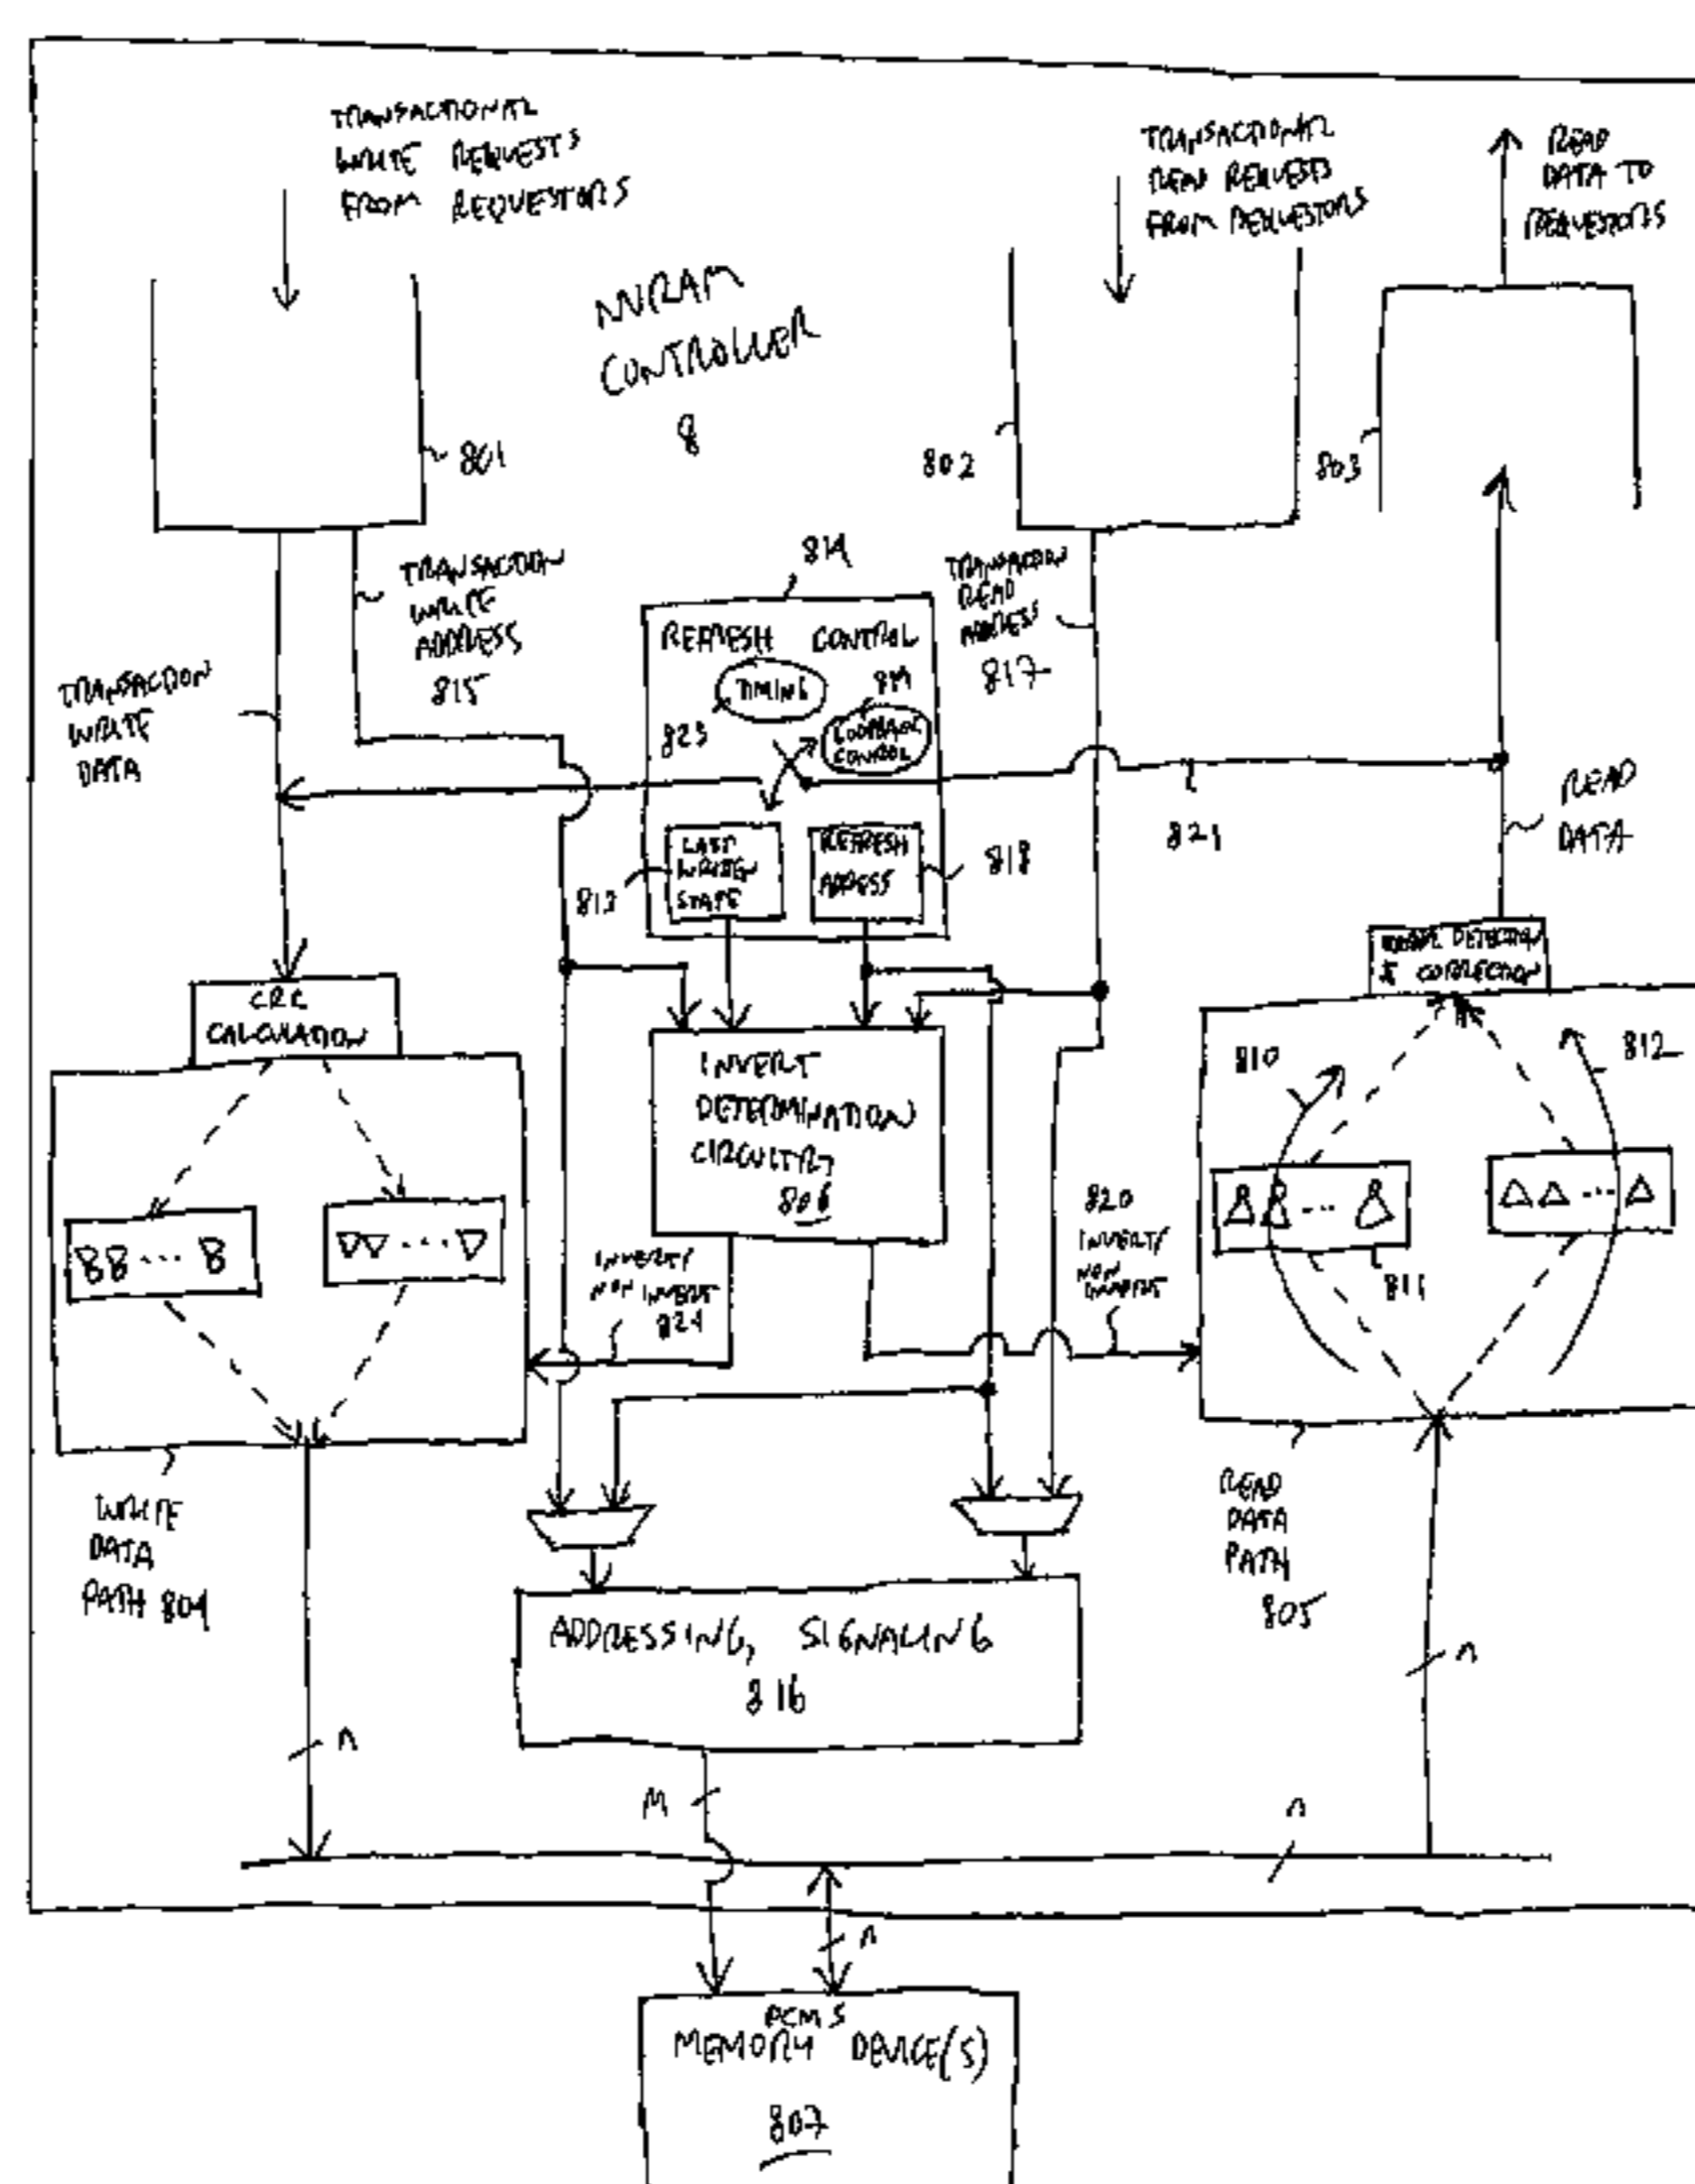 TRANSACTIONAL
WRITE REQUESTS
FROM REQUESTORS
TRANSACTIONAL
READ REQUESTS
FROM REQUESTORS
READ
DATA TO
REQUESTORS
NVRAM
CONTROLLER
8
801
802
803
TRANSACTION
WRITE
ADDRESS
815
814
TRANSACTION
READ
ADDRESS
817
REFRESH CONTROL
TIMING
819
823
LOOPBACK
CONTROL
TRANSACTION
WRITE
DATA
READ
DATA
821
LAST
WRITTEN
STATE
REFRESH
ADDRESS
818
813
CRC
CALCULATION
DETECTION
& CORRECTION
INVERT
DETERMINATION
CIRCUITRY
806
810
812
811
820
INVERT/
NON
INVERT
INVERT/
NON INVERT
821
WRITE
DATA
PATH 804
READ
DATA
PATH
805
ADDRESSING, SIGNALING
816
n
n
M
n
n
PCMS
MEMORY DEVICE(S)
807